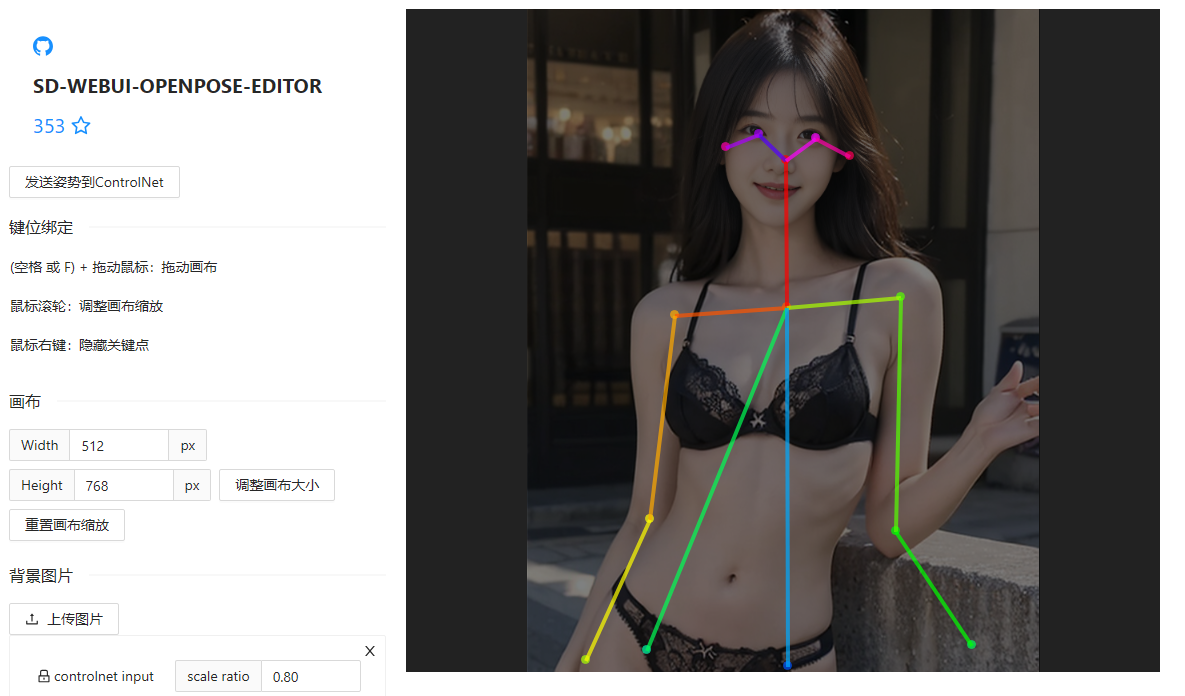 SD-WEBUI-OPENPOSE-EDITOR
353
发送姿势到ControlNet
键位绑定
(空格 或 F) + 拖动鼠标：拖动画布
鼠标滚轮：调整画布缩放
鼠标右键：隐藏关键点
画布
Width 512 px
Height 768 px 调整画布大小
重置画布缩放
背景图片
上传图片
X
controlnet input scale ratio 0.80